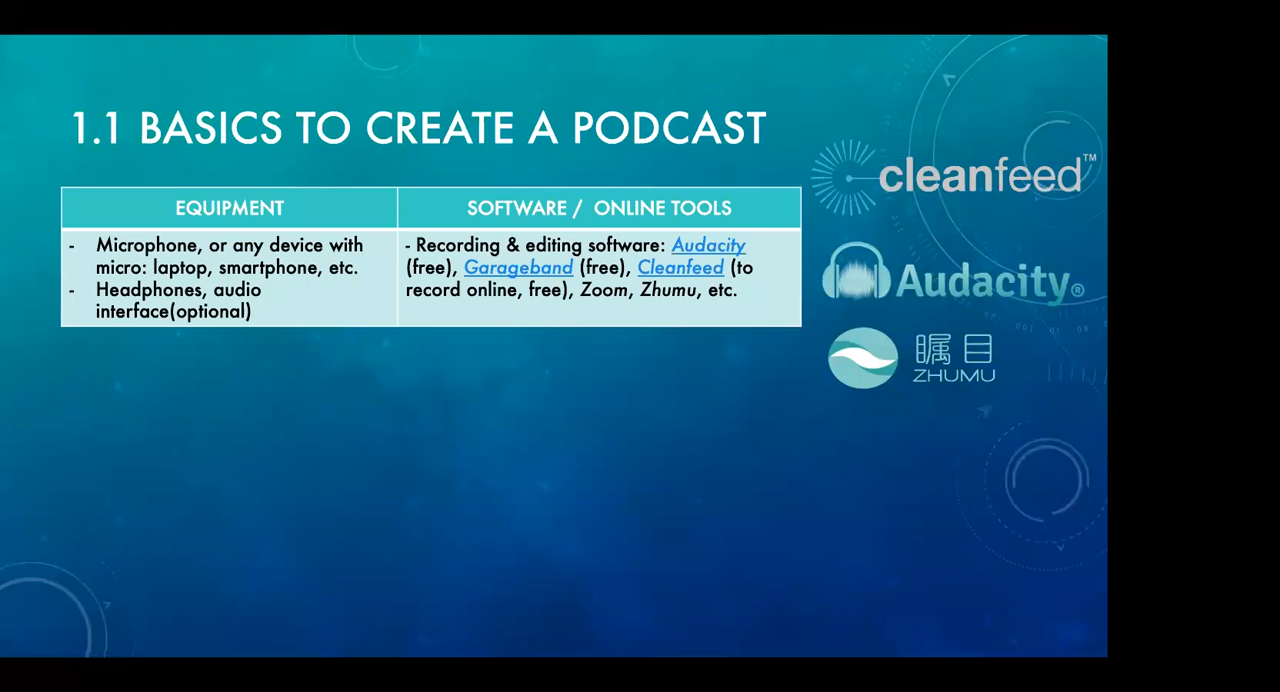 1.1 BASICS TO CREATE A PODCAST
EQUIPMENT
- Microphone, or any device with
micro: laptop, smartphone, etc.
- Headphones, audio
interface(optional)
SOFTWARE / ONLINE TOOLS
- Recording & editing software: Audacity
(free), Garageband (free), Cleanfeed (to
record online, free), Zoom, Zhumu, etc.
cleanfeed™
Audacity®
瞩目
ZHUMU